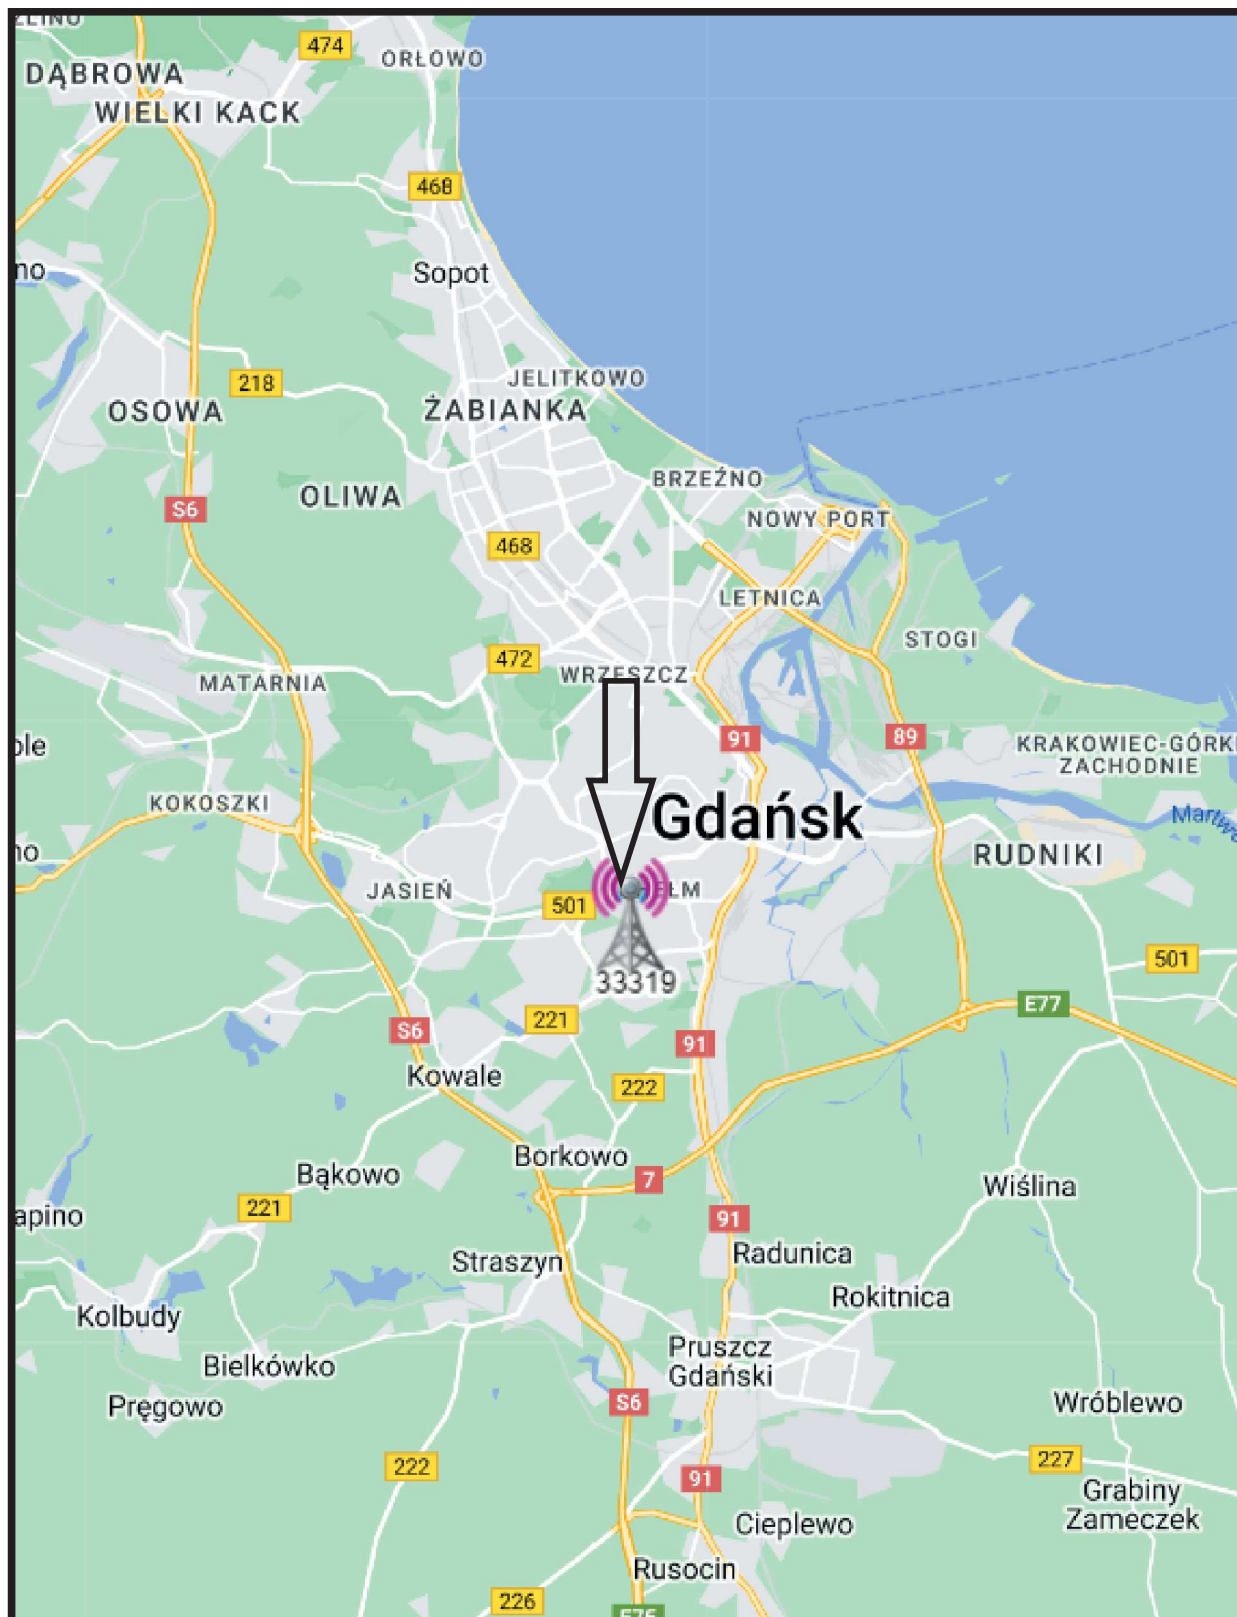 474
ORŁOWO
DĄBROWA
WIELKI KACK
468
Sopot
218
JELITKOWO
OSOWA
ŻABIANKA
BRZEŹNO
OLIWA
S6
NOWY PORT
468
LETNICA
STOGI
472
WRZESZCZ
MATARNIA
91
89
KRAKOWIEC-GÓRKI
ZACHODNIE
KOKOSZKI
Gdańsk
RUDNIKI
JASIEŃ
501
33319
501
E77
221
S6
91
Kowale
222
Borkowo
Bąkowo
7
Wiślina
221
91
Straszyn
Radunica
Rokitnica
Kolbudy
Pruszcz
Gdański
Bielkówko
Pręgowo
S6
Wróblewo
222
91
227
Grabiny
Zameczek
Cieplewo
Rusocin
226